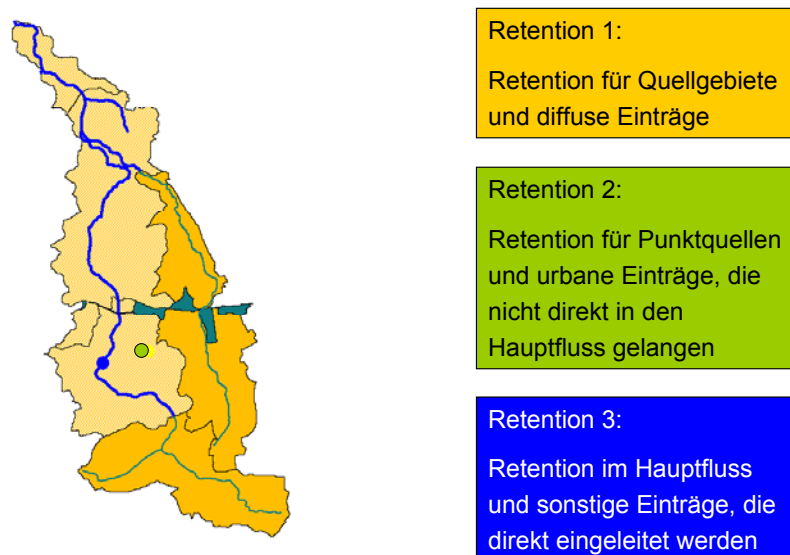 Retention 1:
Retention für Quellgebiete
und diffuse Einträge
Retention 2:
Retention für Punktquellen
und urbane Einträge, die
nicht direkt in den
Hauptfluss gelangen
Retention 3:
Retention im Hauptfluss
und sonstige Einträge, die
direkt eingeleitet werden